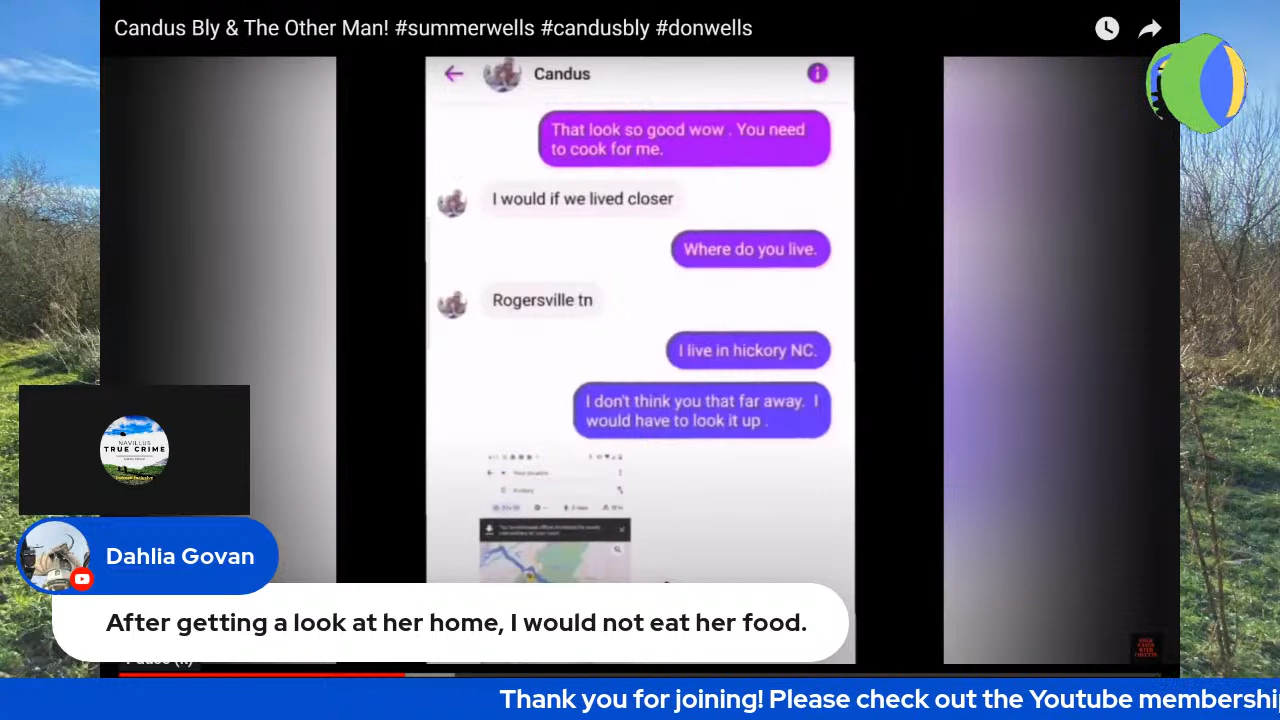 Candus Bly & The Other Man! #summerwells #candusbly #donwells
Candus
That look so good wow . You need
to cook for me.
I would if we lived closer
Where do you live.
Rogersville tn
I live in hickory NC.
I don't think you that far away. I
would have to look it up .
NAVILLUS
TRUE CRIME
Dahlia Govan
After getting a look at her home, I would not eat her food.
Thank you for joining! Please check out the Youtube membershi